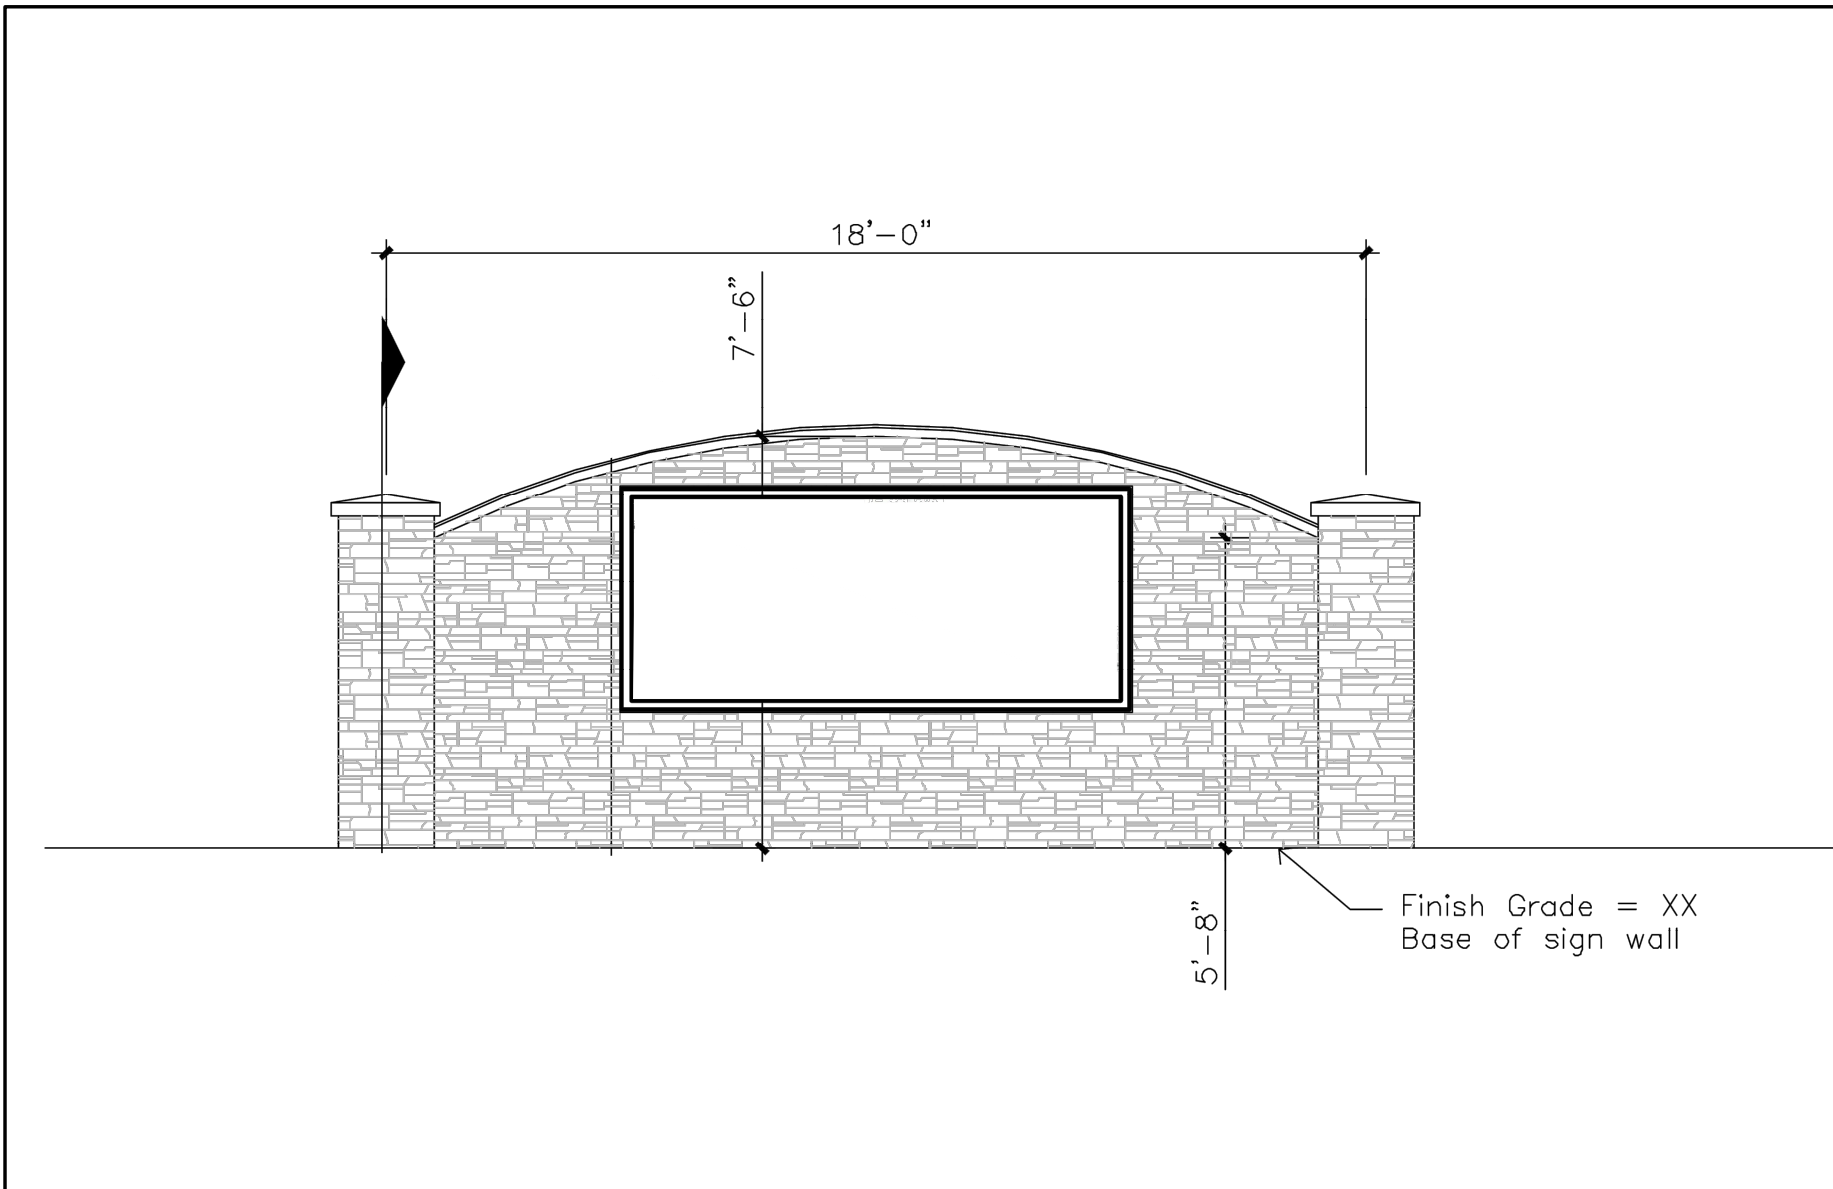 18'-0"
7'-6"
5'-8"
Finish Grade = XX
Base of sign wall